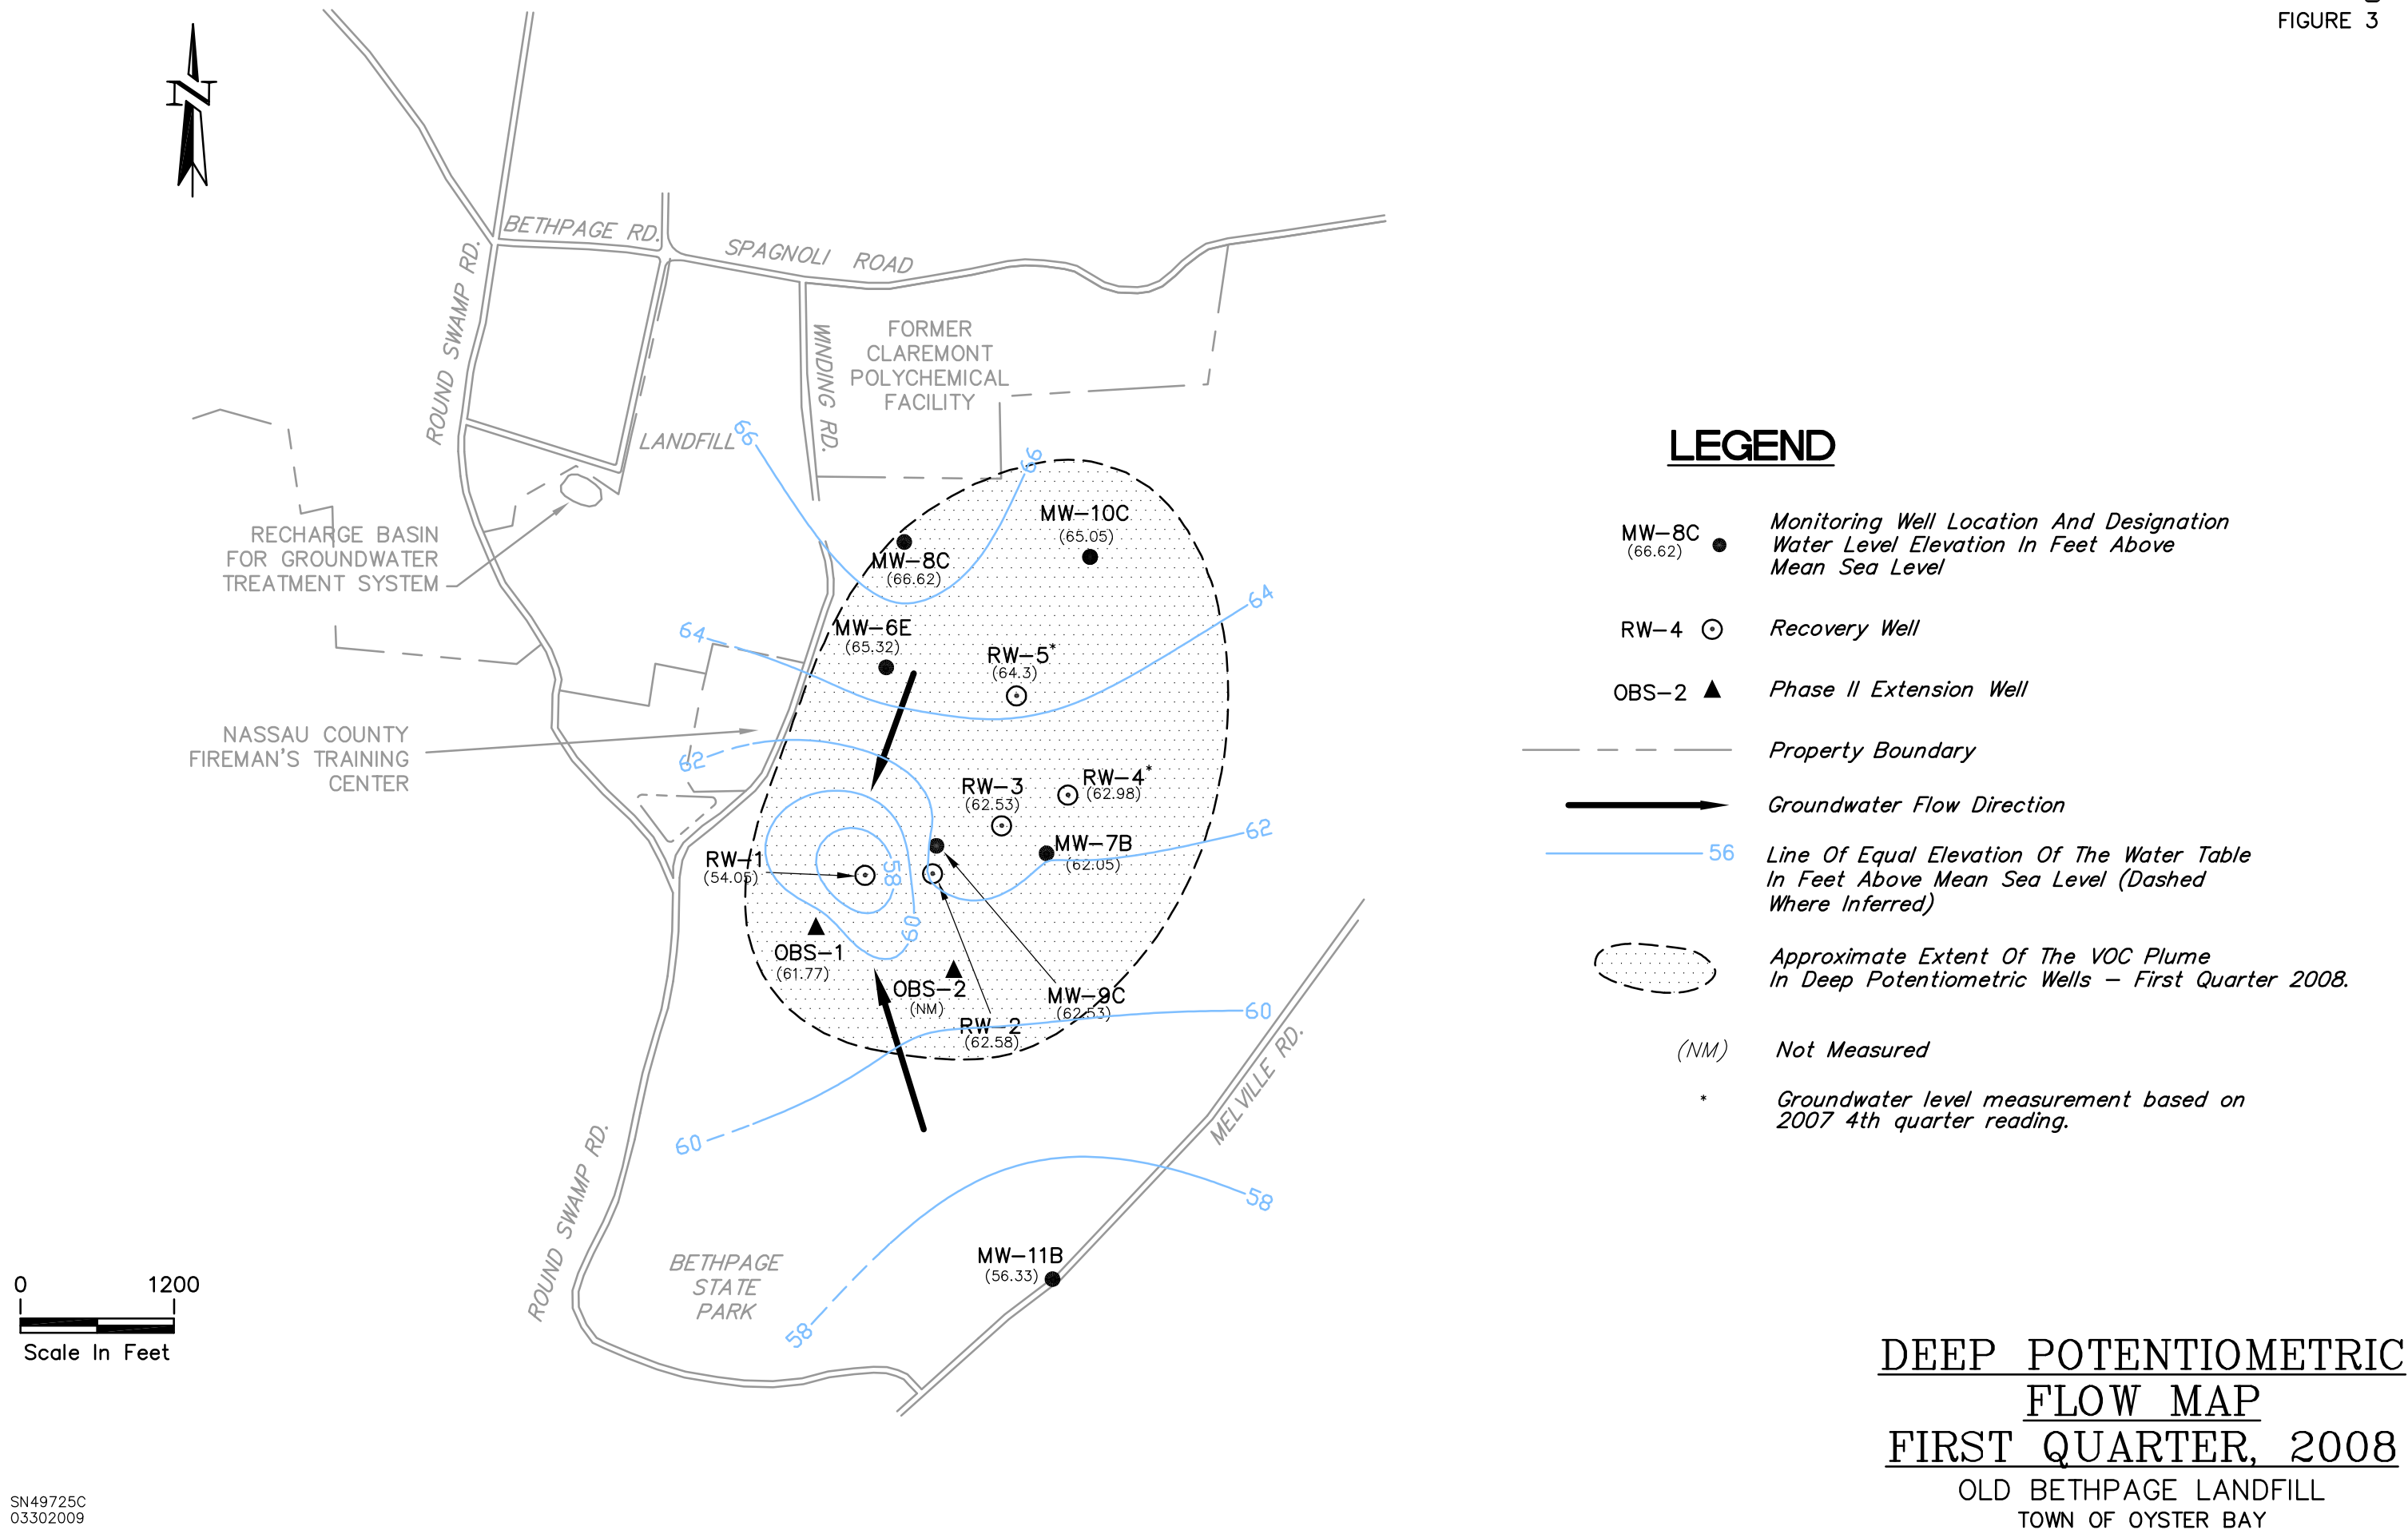 FIGURE 3
N
BETHPAGE RD.
SPAGNOLI ROAD
ROUND SWAMP RD.
WINDING RD.
FORMER
CLAREMONT
POLYCHEMICAL
FACILITY
LANDFILL
66
66
RECHARGE BASIN
FOR GROUNDWATER
TREATMENT SYSTEM
MW-10C
(65.05)
MW-8C
(66.62)
64
64
MW-6E
(65.32)
RW-5*
(64.3)
NASSAU COUNTY
FIREMAN'S TRAINING
CENTER
62
RW-3
(62.53)
RW-4*
(62.98)
62
MW-7B
(62.05)
RW-1
(54.05)
58
60
OBS-1
(61.77)
OBS-2
(NM)
MW-9C
(62.53)
RW-2
(62.58)
60
60
MELVILLE RD.
ROUND SWAMP RD.
58
58
BETHPAGE
STATE
PARK
MW-11B
(56.33)
0 1200
Scale In Feet
LEGEND
MW-8C
(66.62)
Monitoring Well Location And Designation
Water Level Elevation In Feet Above
Mean Sea Level
RW-4 Recovery Well
OBS-2 Phase II Extension Well
Property Boundary
Groundwater Flow Direction
56
Line Of Equal Elevation Of The Water Table
In Feet Above Mean Sea Level (Dashed
Where Inferred)
Approximate Extent Of The VOC Plume
In Deep Potentiometric Wells – First Quarter 2008.
(NM) Not Measured
* Groundwater level measurement based on
2007 4th quarter reading.
DEEP POTENTIOMETRIC
FLOW MAP
FIRST QUARTER, 2008
OLD BETHPAGE LANDFILL
TOWN OF OYSTER BAY
SN49725C
03302009